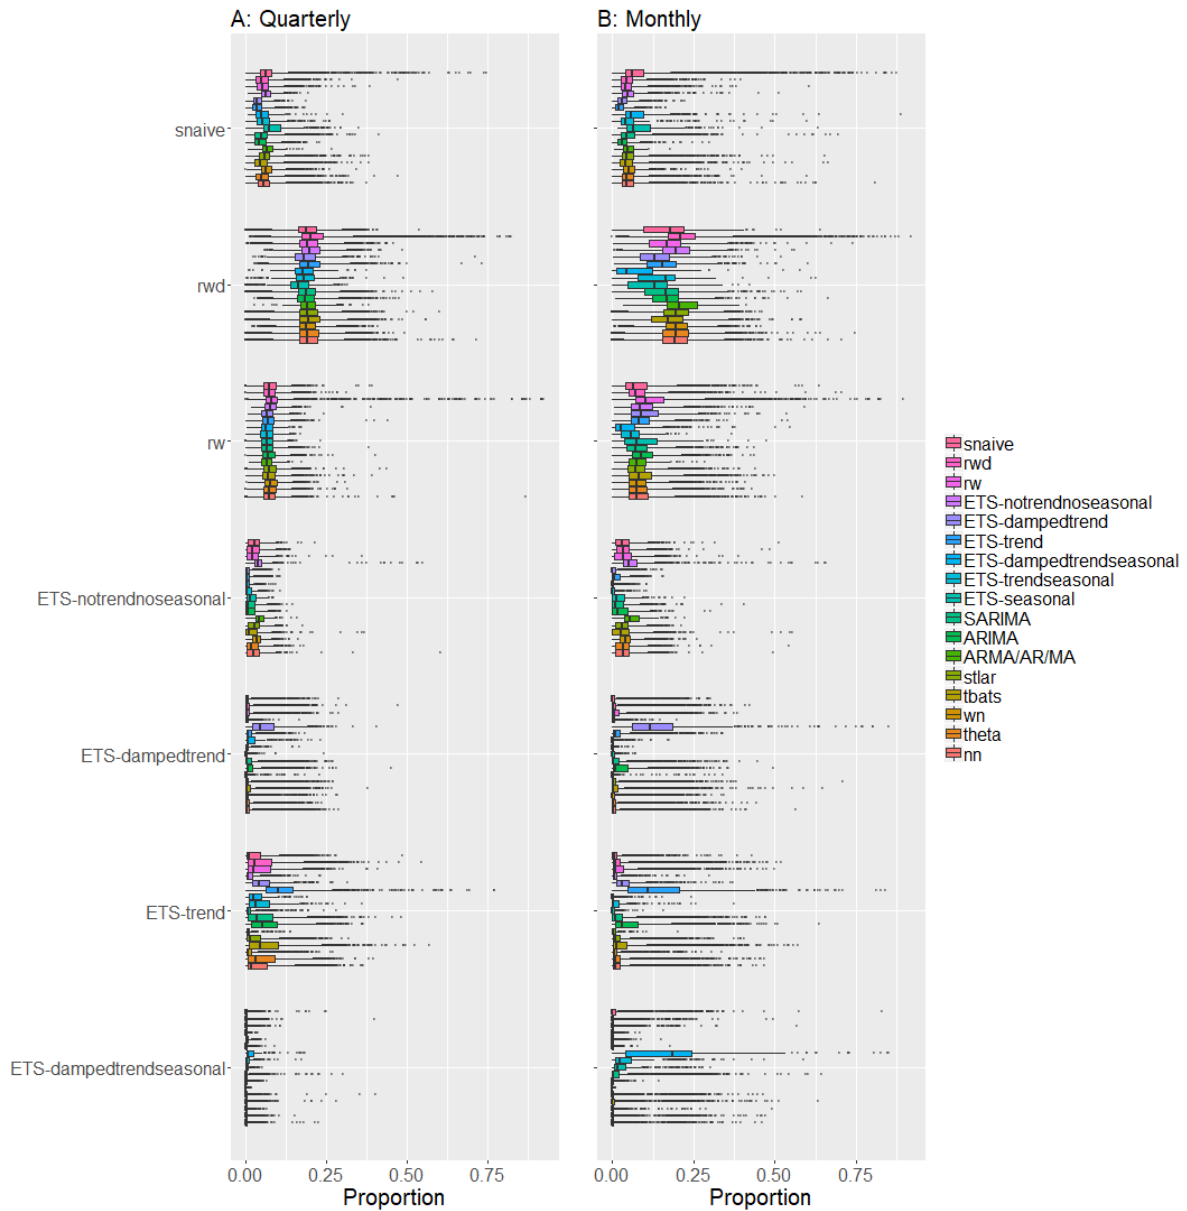 A: Quarterly
B: Monthly
snaive
rwd
rw
ETS-notrendnoseasonal
ETS-dampedtrend
ETS-trend
ETS-dampedtrendseasonal
0.00 0.25 0.50 0.75
Proportion
0.00 0.25 0.50 0.75
Proportion
snaive
rwd
rw
ETS-notrendnoseasonal
ETS-dampedtrend
ETS-trend
ETS-dampedtrendseasonal
ETS-trendseasonal
ETS-seasonal
SARIMA
ARIMA
ARMA/AR/MA
stlar
tbats
wn
theta
nn